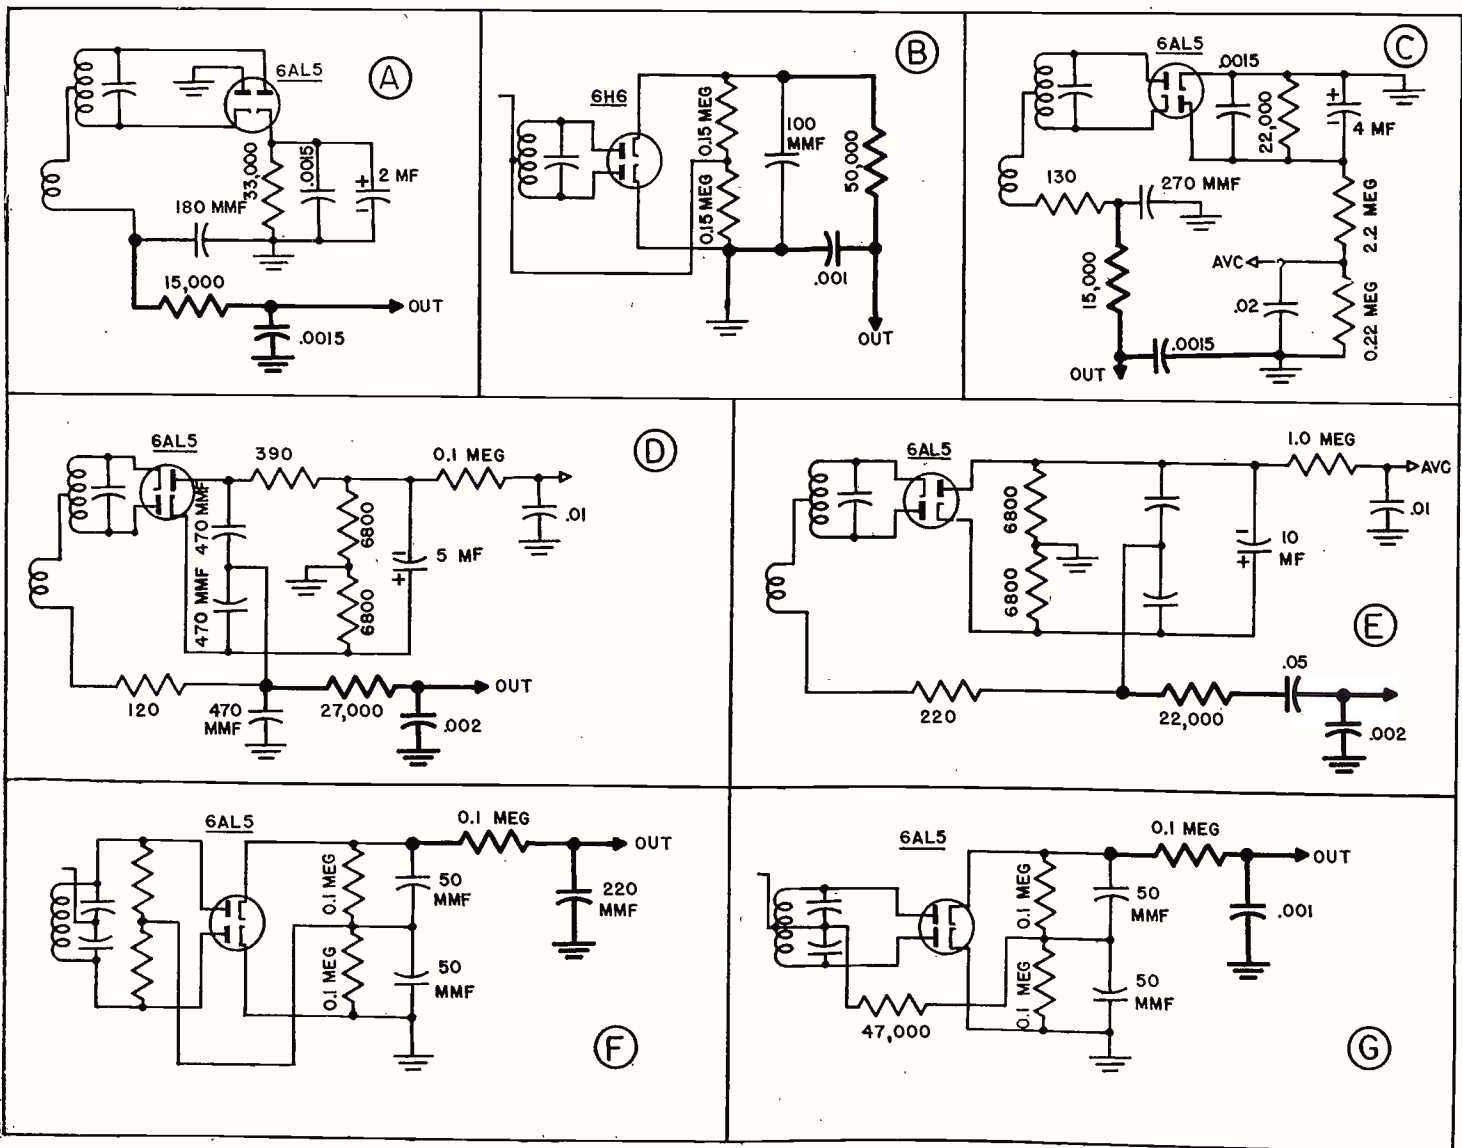 6AL5
A
33,000
.0015
+
2 MF
-
180 MMF
15,000
OUT
.0015
B
6H6
0.15 MEG
0.15 MEG
100
MMF
50,000
.001
OUT
C
6AL5
.0015
22,000
+
-
4 MF
130
270 MMF
2.2 MEG
15,000
AVC
.02
0.22 MEG
.0015
OUT
D
6AL5
390
0.1 MEG
470 MMF
6800
-
5 MF
+
.01
470 MMF
6800
120
470
MMF
27,000
OUT
.002
E
6AL5
1.0 MEG
AVC
6800
.01
-
10
MF
+
6800
220
22,000
.05
.002
F
6AL5
0.1 MEG
OUT
0.1 MEG
50
MMF
220
MMF
0.1 MEG
50
MMF
G
6AL5
0.1 MEG
OUT
0.1 MEG
50
MMF
.001
0.1 MEG
50
MMF
47,000